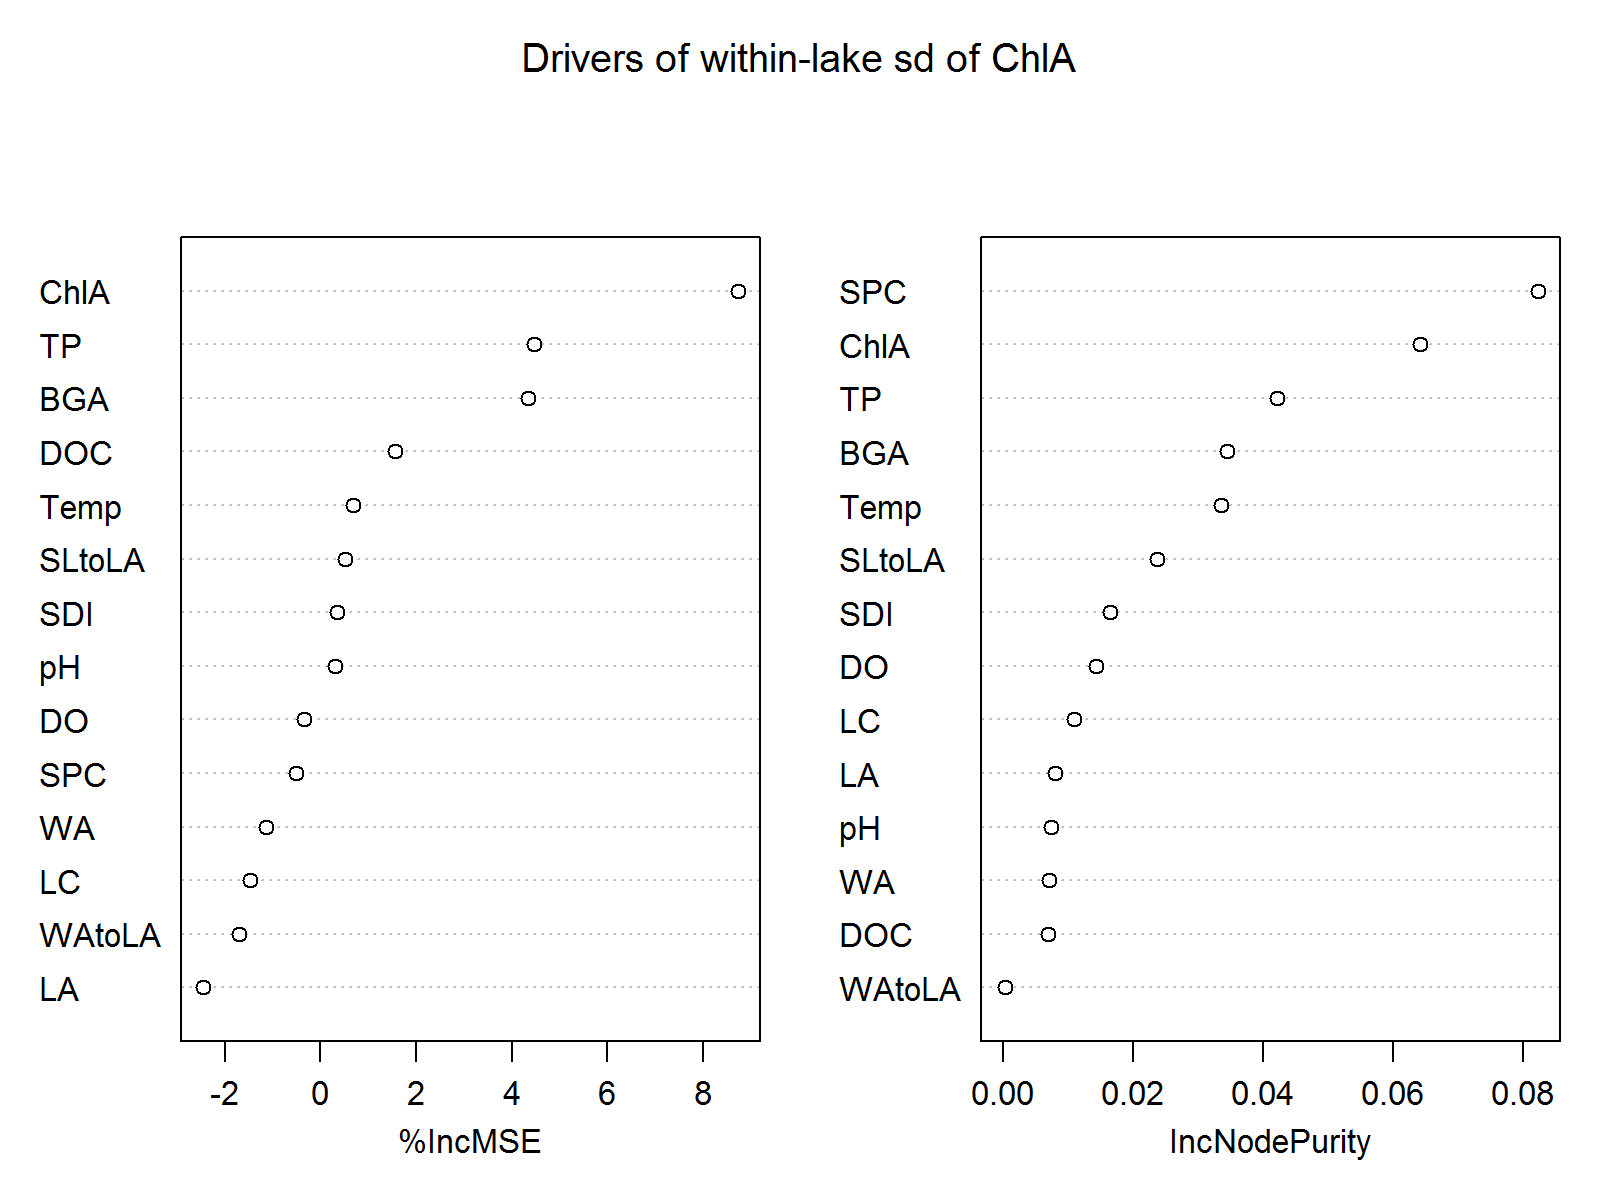 Drivers of within-lake sd of ChlA
ChlA
TP
BGA
DOC
Temp
SLtoLA
SDI
pH
DO
SPC
WA
LC
WAtoLA
LA
-2 0 2 4 6 8
%IncMSE
SPC
ChlA
TP
BGA
Temp
SLtoLA
SDI
DO
LC
LA
pH
WA
DOC
WAtoLA
0.00 0.02 0.04 0.06 0.08
IncNodePurity